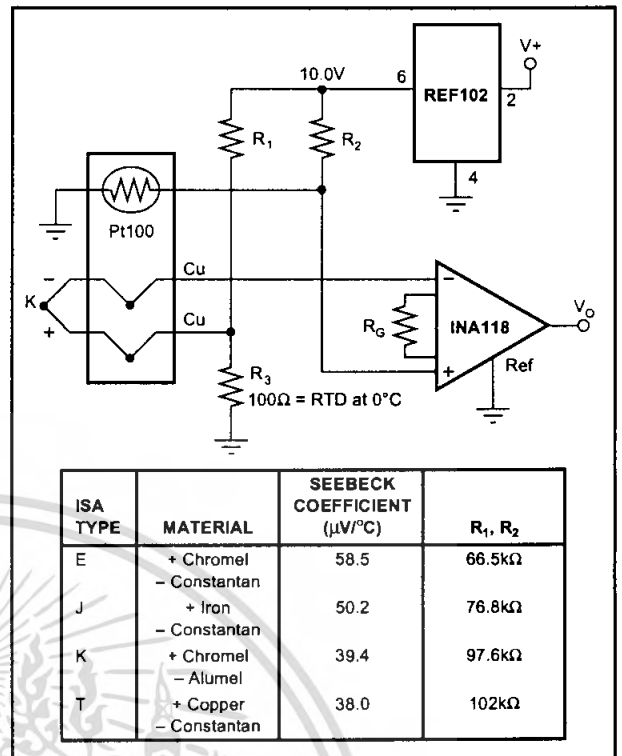 V+
10.0V
6
REF102
2
R1
R2
4
Pt100
Cu
−
K
Cu
+
−
RG
INA118
VO
+
Ref
R3
100Ω = RTD at 0°C
ISA TYPE MATERIAL SEEBECK COEFFICIENT (µV/°C) R1, R2
E + Chromel − Constantan 58.5 66.5kΩ
J + Iron − Constantan 50.2 76.8kΩ
K + Chromel − Alumel 39.4 97.6kΩ
T + Copper − Constantan 38.0 102kΩ